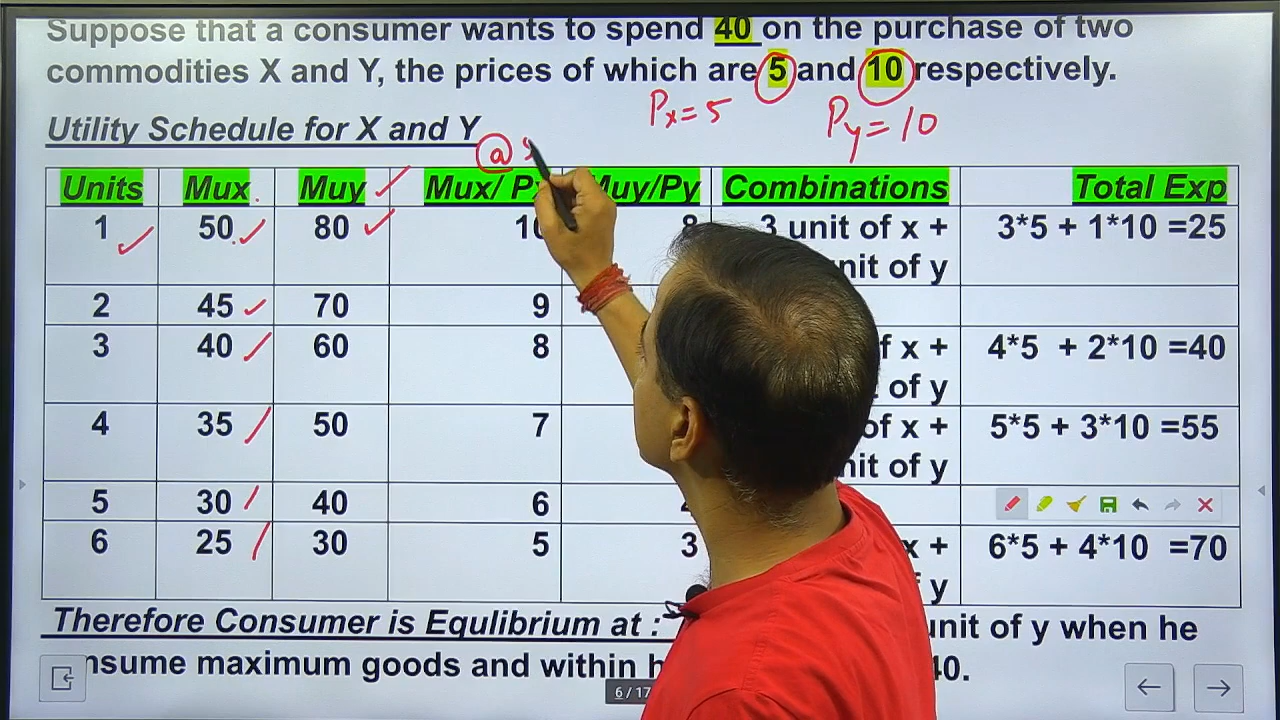 Suppose that a consumer wants to spend 40 on the purchase of two
commodities X and Y, the prices of which are 5 and 10 respectively.
Px = 5 Py = 10
Utility Schedule for X and Y
@
Units Mux Muy Mux/ Px Muy/Py Combinations Total Exp
1 50 80 10 8 3 unit of x + 3*5 + 1*10 =25
unit of y
2 45 70 9
3 40 60 8 f x + 4*5 + 2*10 =40
of y
4 35 50 7 of x + 5*5 + 3*10 =55
nit of y
5 30 40 6
6 25 30 5 3 x + 6*5 + 4*10 =70
y
Therefore Consumer is Equlibrium at : unit of y when he
nsume maximum goods and within 40.
6 / 17